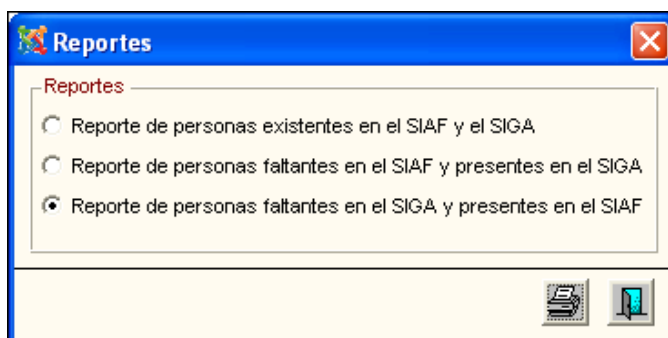 Reportes
Reportes
Reporte de personas existentes en el SIAF y el SIGA
Reporte de personas faltantes en el SIAF y presentes en el SIGA
Reporte de personas faltantes en el SIGA y presentes en el SIAF